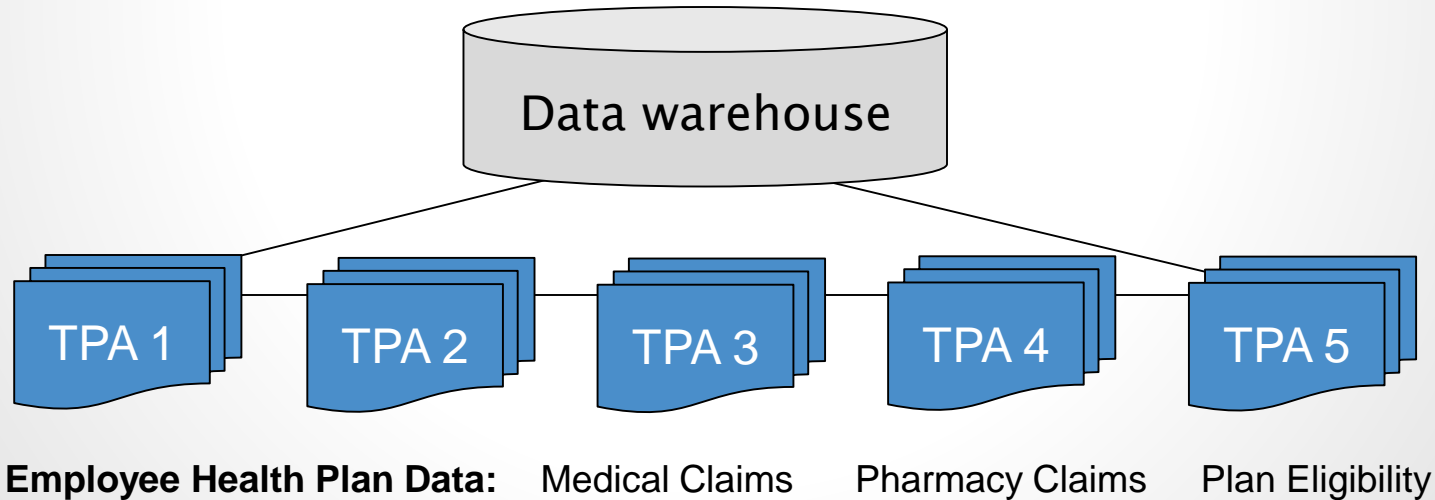 Data warehouse
TPA 1 TPA 2 TPA 3 TPA 4 TPA 5
Employee Health Plan Data: Medical Claims Pharmacy Claims Plan Eligibility